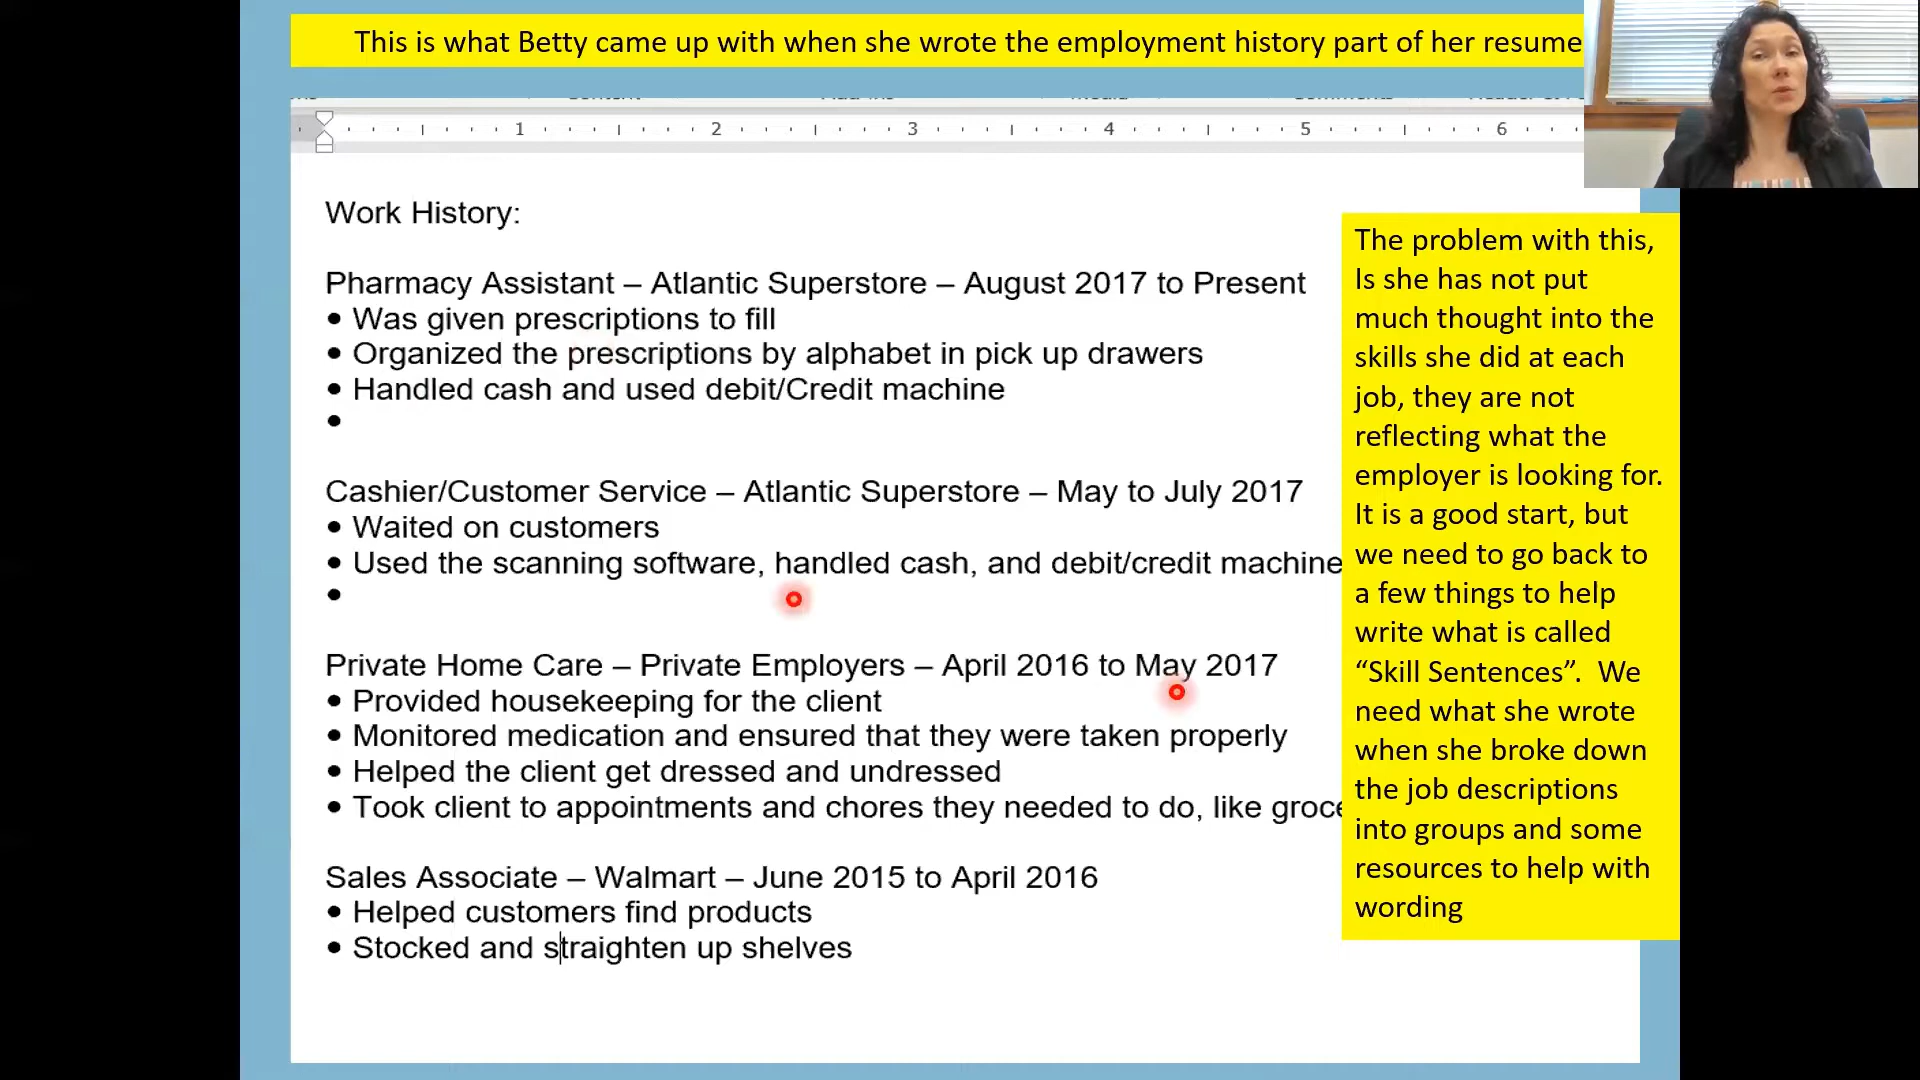 This is what Betty came up with when she wrote the employment history part of her resume
1 2 3 4 5 6
Work History:
Pharmacy Assistant – Atlantic Superstore – August 2017 to Present
• Was given prescriptions to fill
• Organized the prescriptions by alphabet in pick up drawers
• Handled cash and used debit/Credit machine
•
Cashier/Customer Service – Atlantic Superstore – May to July 2017
• Waited on customers
• Used the scanning software, handled cash, and debit/credit machine
•
Private Home Care – Private Employers – April 2016 to May 2017
• Provided housekeeping for the client
• Monitored medication and ensured that they were taken properly
• Helped the client get dressed and undressed
• Took client to appointments and chores they needed to do, like groce
Sales Associate – Walmart – June 2015 to April 2016
• Helped customers find products
• Stocked and straighten up shelves
The problem with this,
Is she has not put
much thought into the
skills she did at each
job, they are not
reflecting what the
employer is looking for.
It is a good start, but
we need to go back to
a few things to help
write what is called
“Skill Sentences”.  We
need what she wrote
when she broke down
the job descriptions
into groups and some
resources to help with
wording